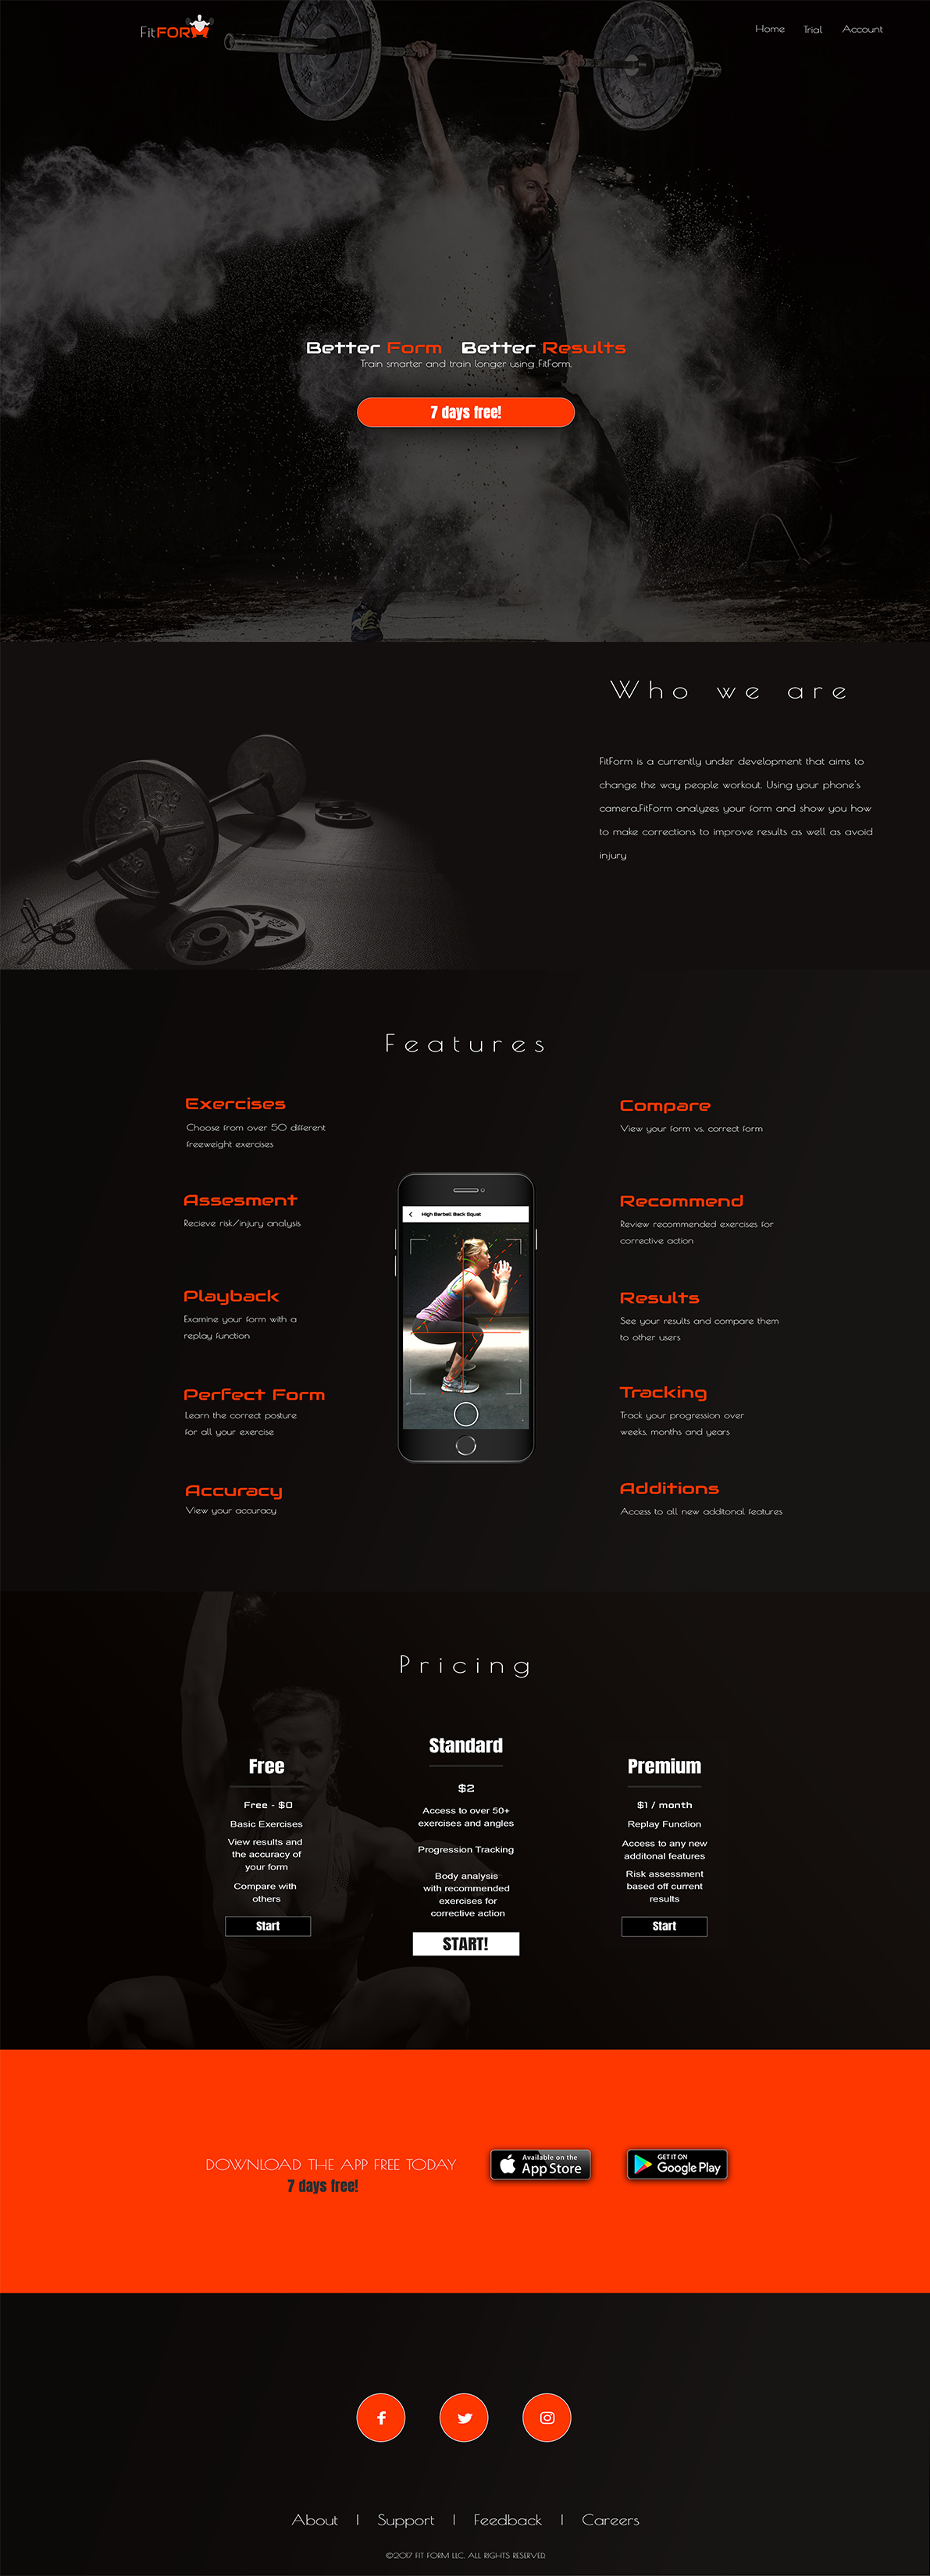 FitFORM
Home Trial Account
Better Form Better Results
Train smarter and train longer using FitForm.
7 days free!
Who we are
FitForm is a currently under development that aims to
change the way people workout. Using your phone's
camera,FitForm analyzes your form and show you how
to make corrections to improve results as well as avoid
injury
Features
Exercises
Choose from over 50 different
freeweight exercises
Assesment
Recieve risk/injury analysis
Playback
Examine your form with a
replay function
Perfect Form
Learn the correct posture
for all your exercise
Accuracy
View your accuracy
High Barbell Back Squat
Compare
View your form vs. correct form
Recommend
Review recommended exercises for
corrective action
Results
See your results and compare them
to other users
Tracking
Track your progression over
weeks, months and years
Additions
Access to all new additonal features
Pricing
Free
Free - $0
Basic Exercises
View results and
the accuracy of
your form
Compare with
others
Start
Standard
$2
Access to over 50+
exercises and angles
Progression Tracking
Body analysis
with recommended
exercises for
corrective action
START!
Premium
$1 / month
Replay Function
Access to any new
additonal features
Risk assessment
based off current
results
Start
DOWNLOAD THE APP FREE TODAY
7 days free!
Available on the
App Store
GET IT ON
Google Play
About | Support | Feedback | Careers
©2017 FIT FORM LLC. ALL RIGHTS RESERVED.